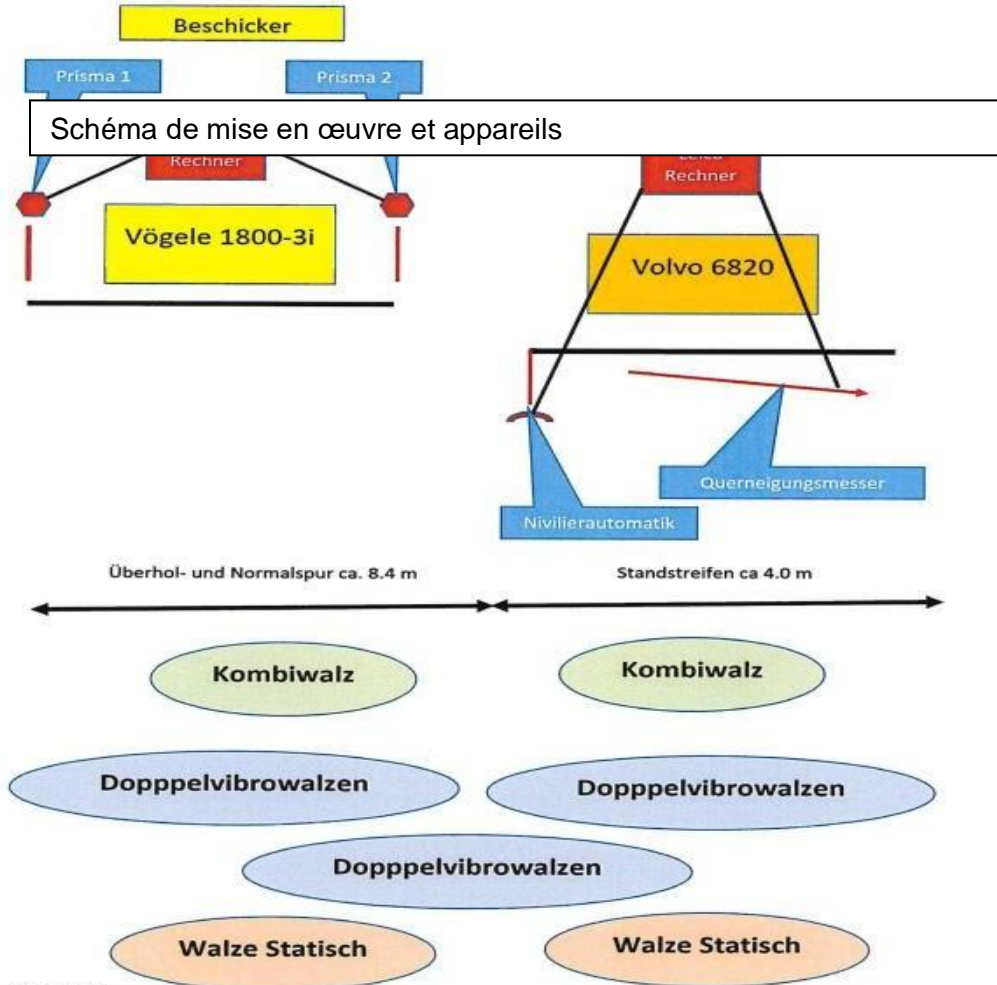 Beschicker
Prisma 1
Prisma 2
Schéma de mise en œuvre et appareils
Rechner
Rechner
Vögele 1800-3i
Volvo 6820
Querneigungsmesser
Nivilierautomatik
Überhol- und Normalspur ca. 8.4 m
Standstreifen ca 4.0 m
Kombiwalz
Kombiwalz
Dopppelvibrowalzen
Dopppelvibrowalzen
Dopppelvibrowalzen
Walze Statisch
Walze Statisch